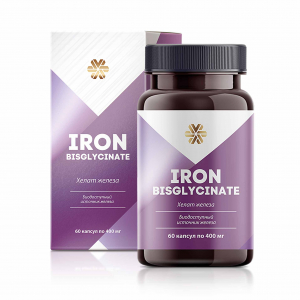 IRON
BISGLYCINATE
Хелат железа
Биодоступный
источник железа
60 капсул по 400 мг
IRON
BISGLYCINATE
Хелат железа
Биодоступный
источник железа
60 капсул по 400 мг